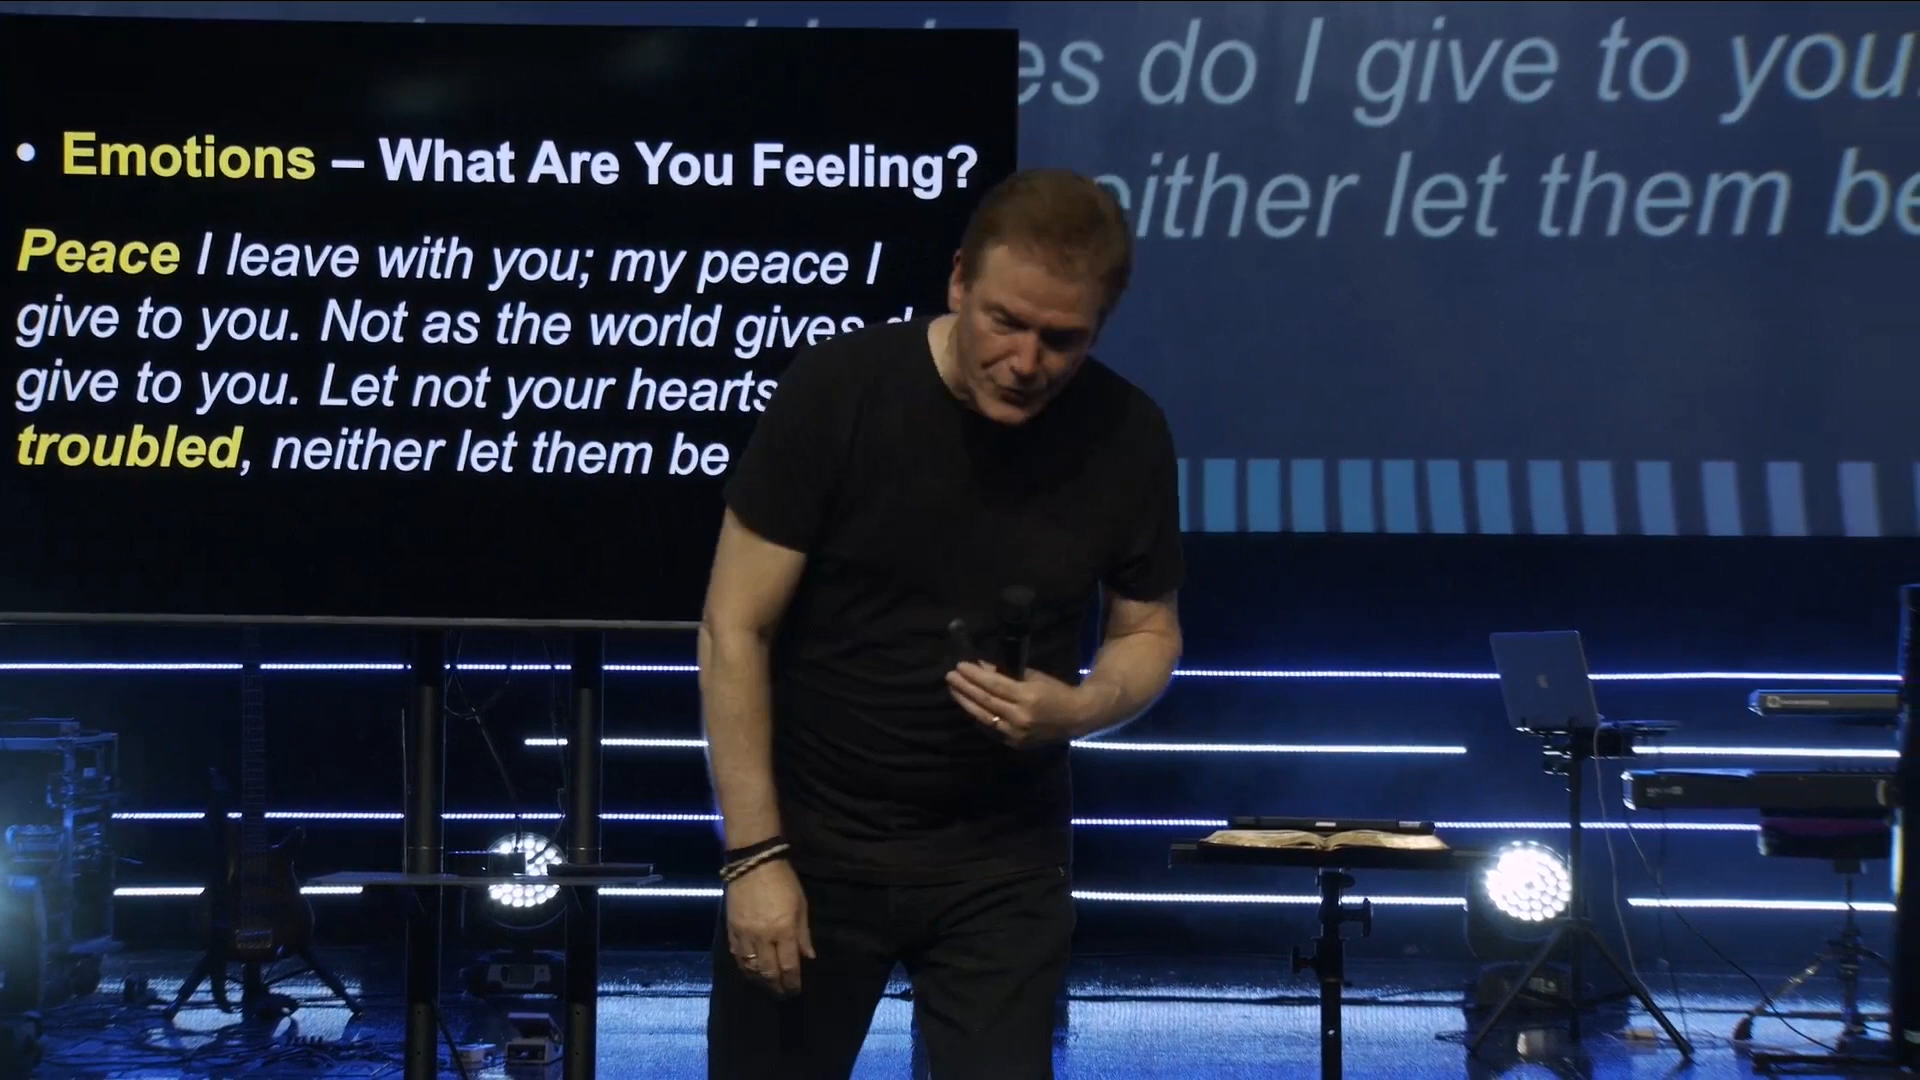 • Emotions – What Are You Feeling?
Peace I leave with you; my peace I
give to you. Not as the world gives
give to you. Let not your hearts
troubled, neither let them be
do I give to you.
neither let them be